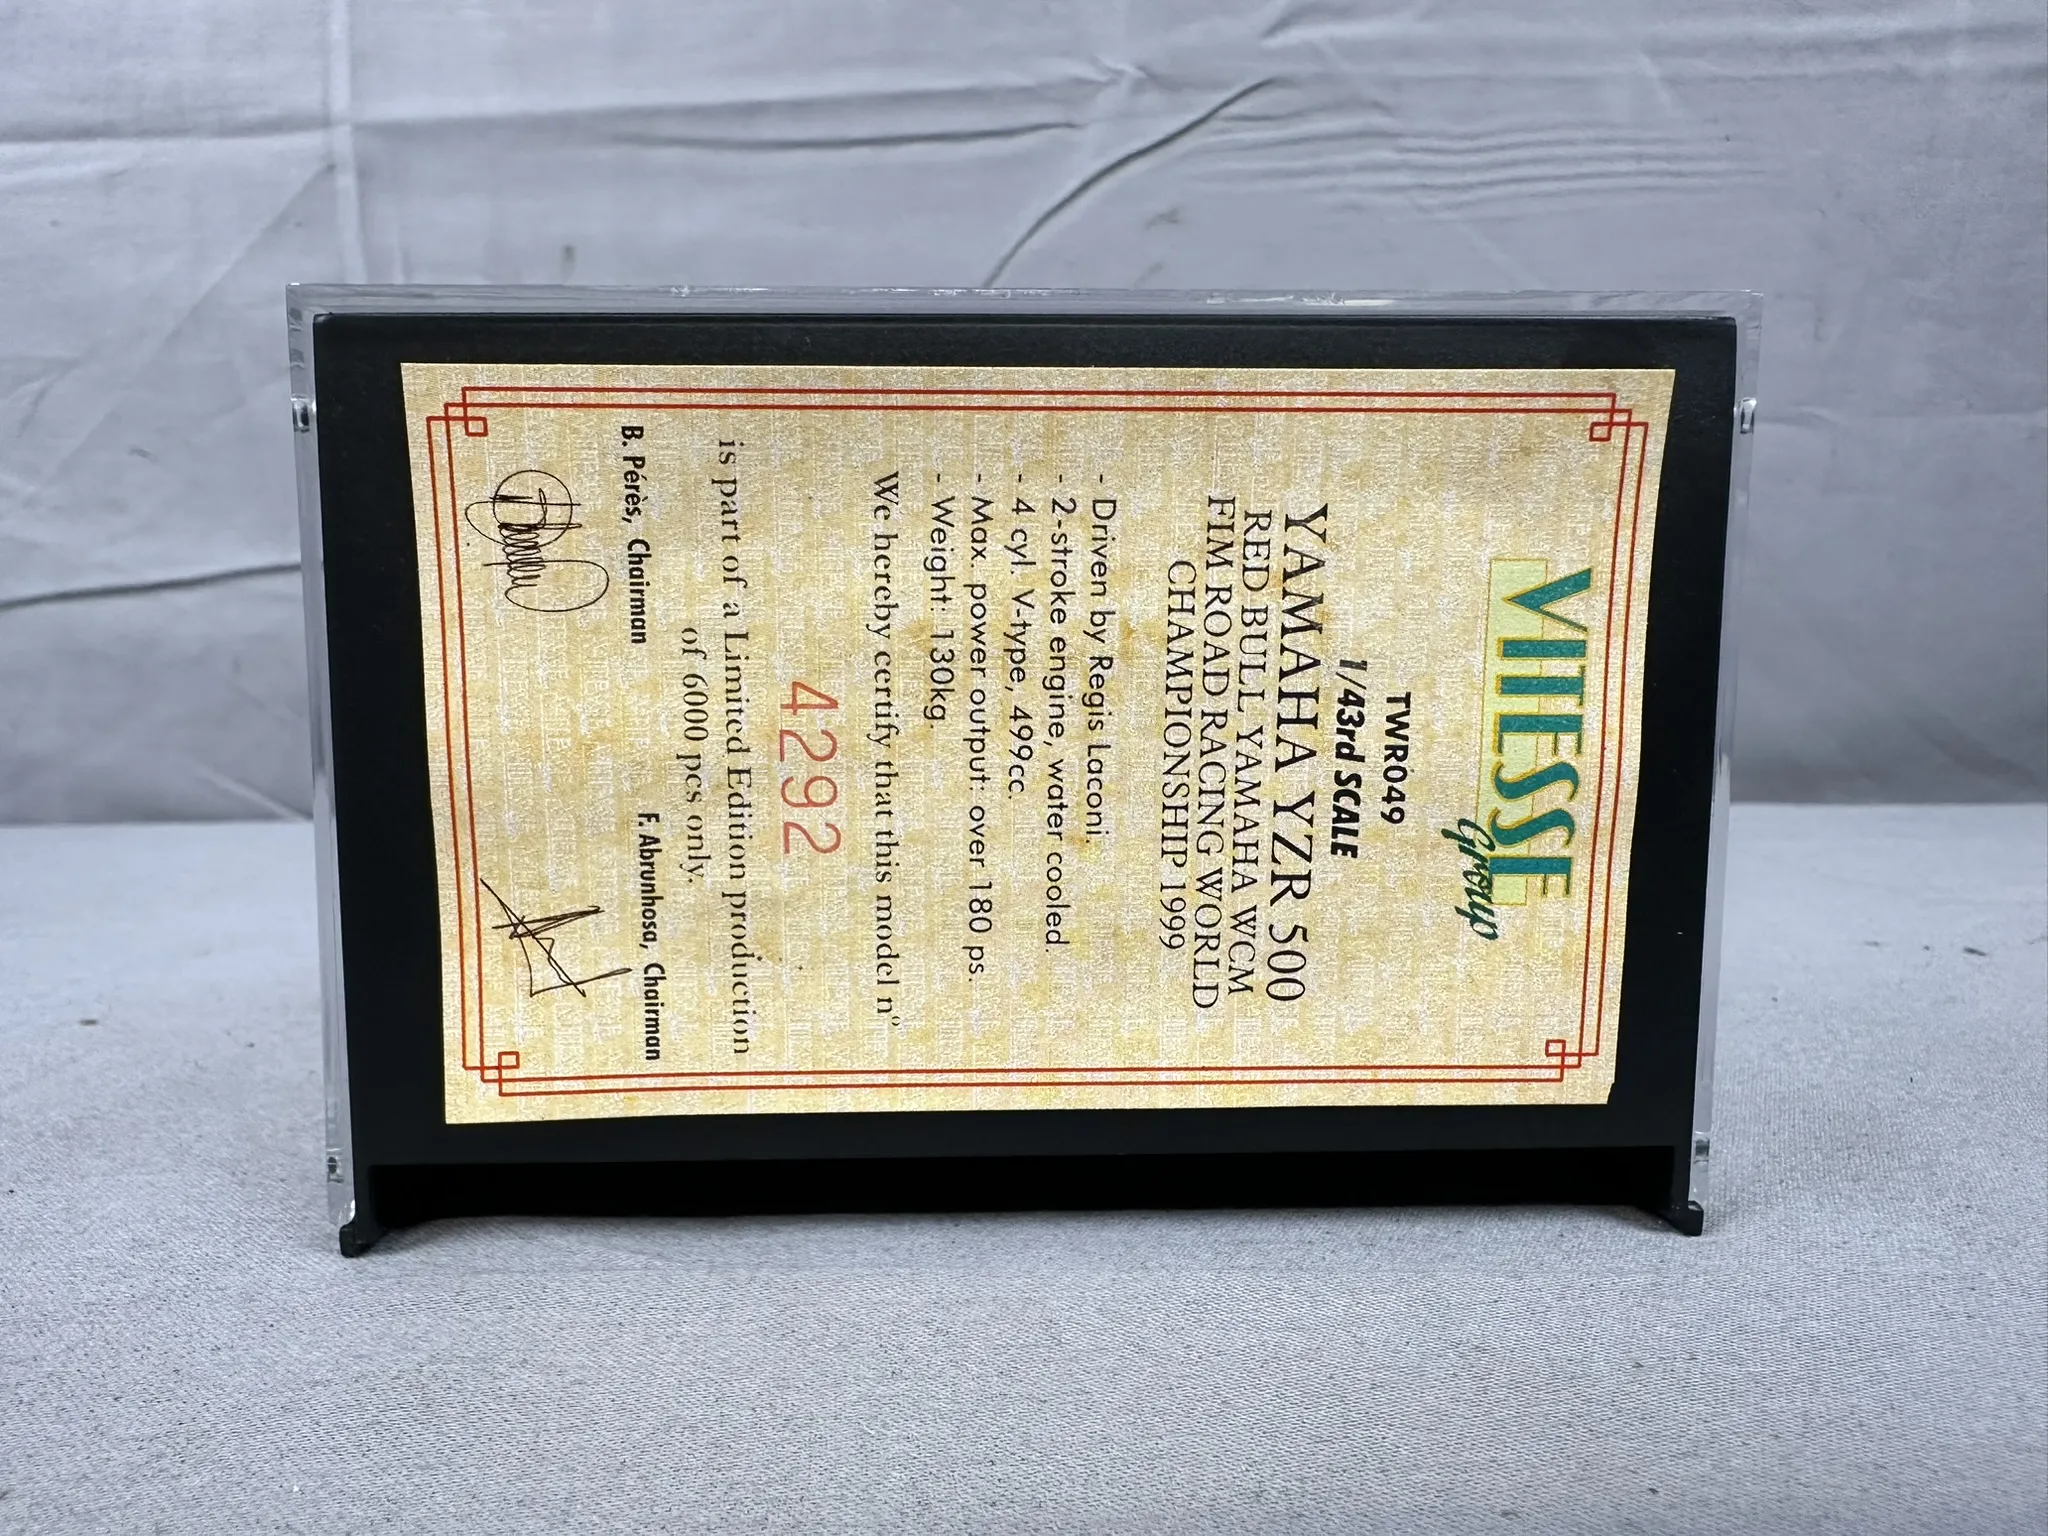 VITESSE
Group
TWR049
1/43rd SCALE
YAMAHA YZR 500
RED BULL YAMAHA WCM
FIM ROAD RACING WORLD
CHAMPIONSHIP 1999
- Driven by Regis Laconi.
- 2-stroke engine, water cooled.
- 4 cyl. V-type, 499cc.
- Max. power output: over 180 ps.
- Weight: 130kg.
We hereby certify that this model nº
4292
is part of a Limited Edition production
of 6000 pcs only.
B. Pérès, Chairman F. Abrunhosa, Chairman